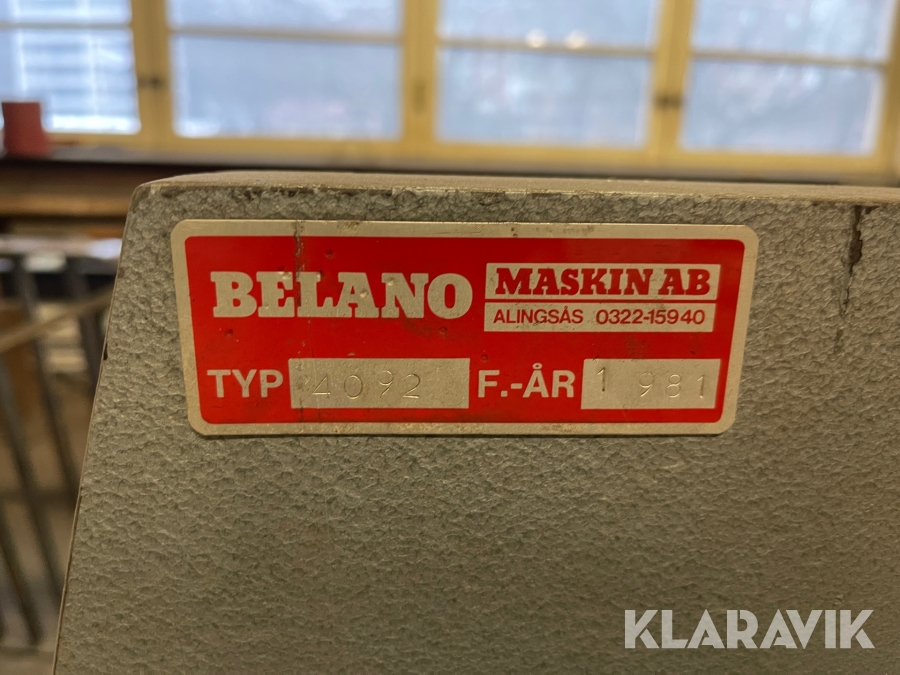 BELANO MASKIN AB
ALINGSÅS 0322-15940
TYP 4092 F.-ÅR 1981
KLARAVIK